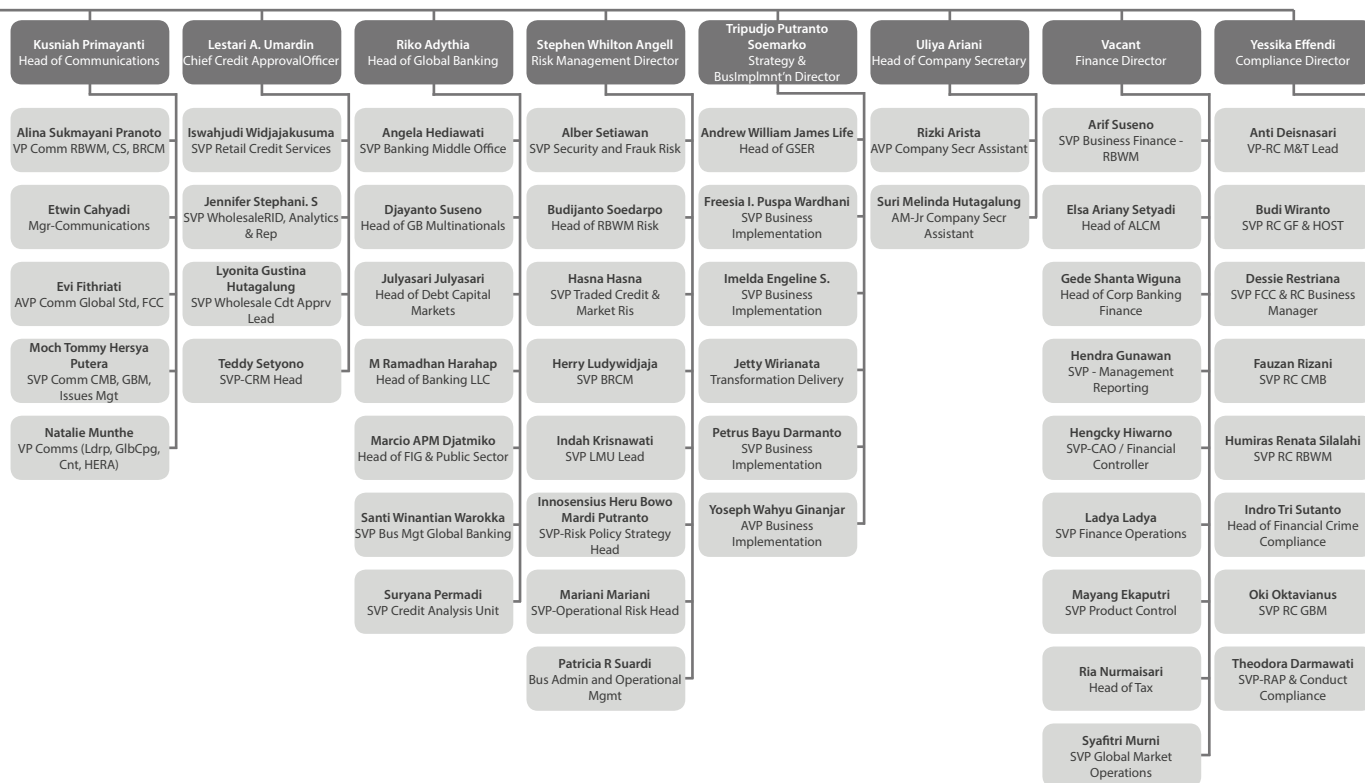 Kusniah Primayanti
Head of Communications
Alina Sukmayani Pranoto
VP Comm RBWM, CS, BRCM
Etwin Cahyadi
Mgr-Communications
Evi Fithriati
AVP Comm Global Std, FCC
Moch Tommy Hersya
Putera
SVP Comm CMB, GBM,
Issues Mgt
Natalie Munthe
VP Comms (Ldrp, GlbCpg,
Cnt, HERA)
Lestari A. Umardin
Chief Credit ApprovalOfficer
Iswahjudi Widjajakusuma
SVP Retail Credit Services
Jennifer Stephani. S
SVP WholesaleRID, Analytics
& Rep
Lyonita Gustina
Hutagalung
SVP Wholesale Cdt Apprv
Lead
Teddy Setyono
SVP-CRM Head
Riko Adythia
Head of Global Banking
Angela Hediawati
SVP Banking Middle Office
Djayanto Suseno
Head of GB Multinationals
Julyasari Julyasari
Head of Debt Capital
Markets
M Ramadhan Harahap
Head of Banking LLC
Marcio APM Djatmiko
Head of FIG & Public Sector
Santi Winantian Warokka
SVP Bus Mgt Global Banking
Suryana Permadi
SVP Credit Analysis Unit
Stephen Whilton Angell
Risk Management Director
Alber Setiawan
SVP Security and Frauk Risk
Budijanto Soedarpo
Head of RBWM Risk
Hasna Hasna
SVP Traded Credit &
Market Ris
Herry Ludywidjaja
SVP BRCM
Indah Krisnawati
SVP LMU Lead
Innosensius Heru Bowo
Mardi Putranto
SVP-Risk Policy Strategy
Head
Mariani Mariani
SVP-Operational Risk Head
Patricia R Suardi
Bus Admin and Operational
Mgmt
Tripudjo Putranto
Soemarko
Strategy &
BusImplmnt'n Director
Andrew William James Life
Head of GSER
Freesia I. Puspa Wardhani
SVP Business
Implementation
Imelda Engeline S.
SVP Business
Implementation
Jetty Wirianata
Transformation Delivery
Petrus Bayu Darmanto
SVP Business
Implementation
Yoseph Wahyu Ginanjar
AVP Business
Implementation
Uliya Ariani
Head of Company Secretary
Rizki Arista
AVP Company Secr Assistant
Suri Melinda Hutagalung
AM-Jr Company Secr
Assistant
Vacant
Finance Director
Arif Suseno
SVP Business Finance -
RBWM
Elsa Ariany Setyadi
Head of ALCM
Gede Shanta Wiguna
Head of Corp Banking
Finance
Hendra Gunawan
SVP - Management
Reporting
Hengcky Hiwarno
SVP-CAO / Financial
Controller
Ladya Ladya
SVP Finance Operations
Mayang Ekaputri
SVP Product Control
Ria Nurmaisari
Head of Tax
Syafitri Murni
SVP Global Market
Operations
Yessika Effendi
Compliance Director
Anti Deisnasari
VP-RC M&T Lead
Budi Wiranto
SVP RC GF & HOST
Dessie Restriana
SVP FCC & RC Business
Manager
Fauzan Rizani
SVP RC CMB
Humiras Renata Silalahi
SVP RC RBWM
Indro Tri Sutanto
Head of Financial Crime
Compliance
Oki Oktavianus
SVP RC GBM
Theodora Darmawati
SVP-RAP & Conduct
Compliance